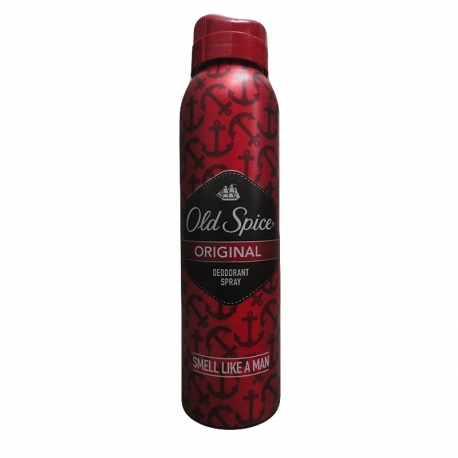 Old Spice®
ORIGINAL
DEODORANT
SPRAY
SMELL LIKE A MAN